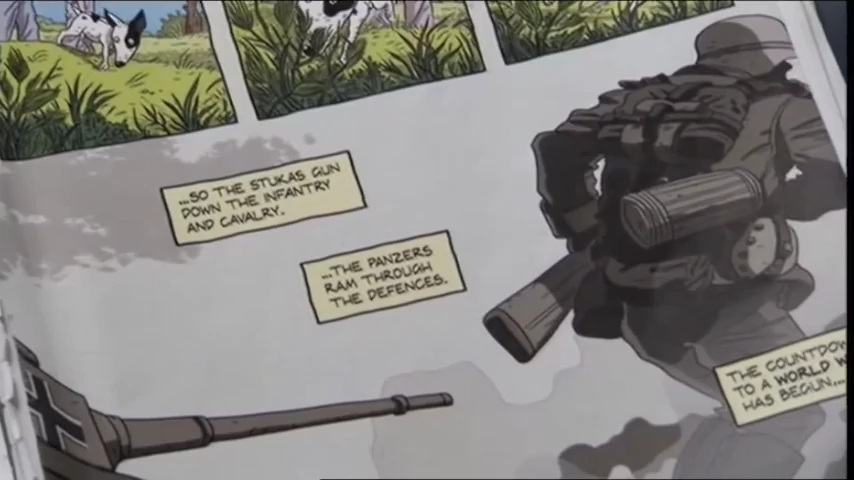 ...SO THE STUKAS GUN
DOWN THE INFANTRY
AND CAVALRY.
...THE PANZERS
RAM THROUGH
THE DEFENCES.
THE COUNTDOW
TO A WORLD W
HAS BEGUN...